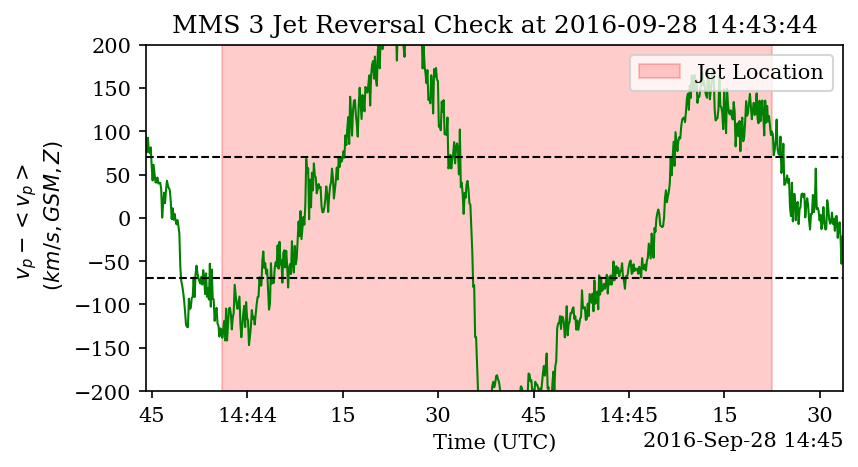 MMS 3 Jet Reversal Check at 2016-09-28 14:43:44
Jet Location
200
150
100
50
0
−50
−100
−150
−200
v_p − < v_p >
(km/s, GSM, Z)
45 14:44 15 30 45 14:45 15 30
Time (UTC)
2016-Sep-28 14:45